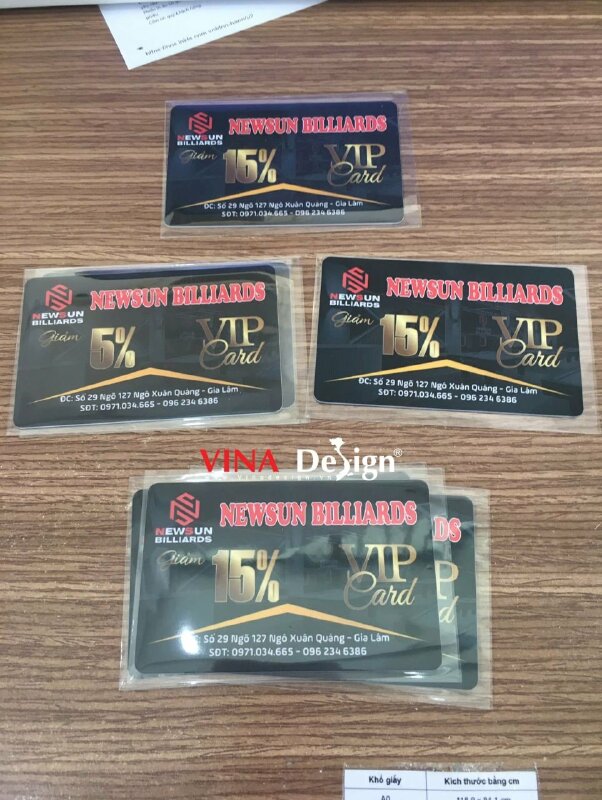 NEWSUN
BILLIARDS
NEWSUN BILLIARDS
Giảm
15%
VIP
Card
ĐC: Số 29 Ngõ 127 Ngô Xuân Quảng - Gia Lâm
SĐT: 0971.034.665 - 096 234 6386
NEWSUN
BILLIARDS
NEWSUN BILLIARDS
Giảm
5%
VIP
Card
ĐC: Số 29 Ngõ 127 Ngô Xuân Quảng - Gia Lâm
SĐT: 0971.034.665 - 096 234 6386
NEWSUN
BILLIARDS
NEWSUN BILLIARDS
Giảm
15%
VIP
Card
ĐC: Số 29 Ngõ 127 Ngô Xuân Quảng - Gia Lâm
SĐT: 0971.034.665 - 096 234 6386
VINA Design®
Vinadesign.vn
NEWSUN
BILLIARDS
NEWSUN BILLIARDS
Giảm
15%
VIP
Card
ĐC: Số 29 Ngõ 127 Ngô Xuân Quảng - Gia Lâm
SĐT: 0971.034.665 - 096 234 6386
Khổ giấy
Kích thước bằng cm